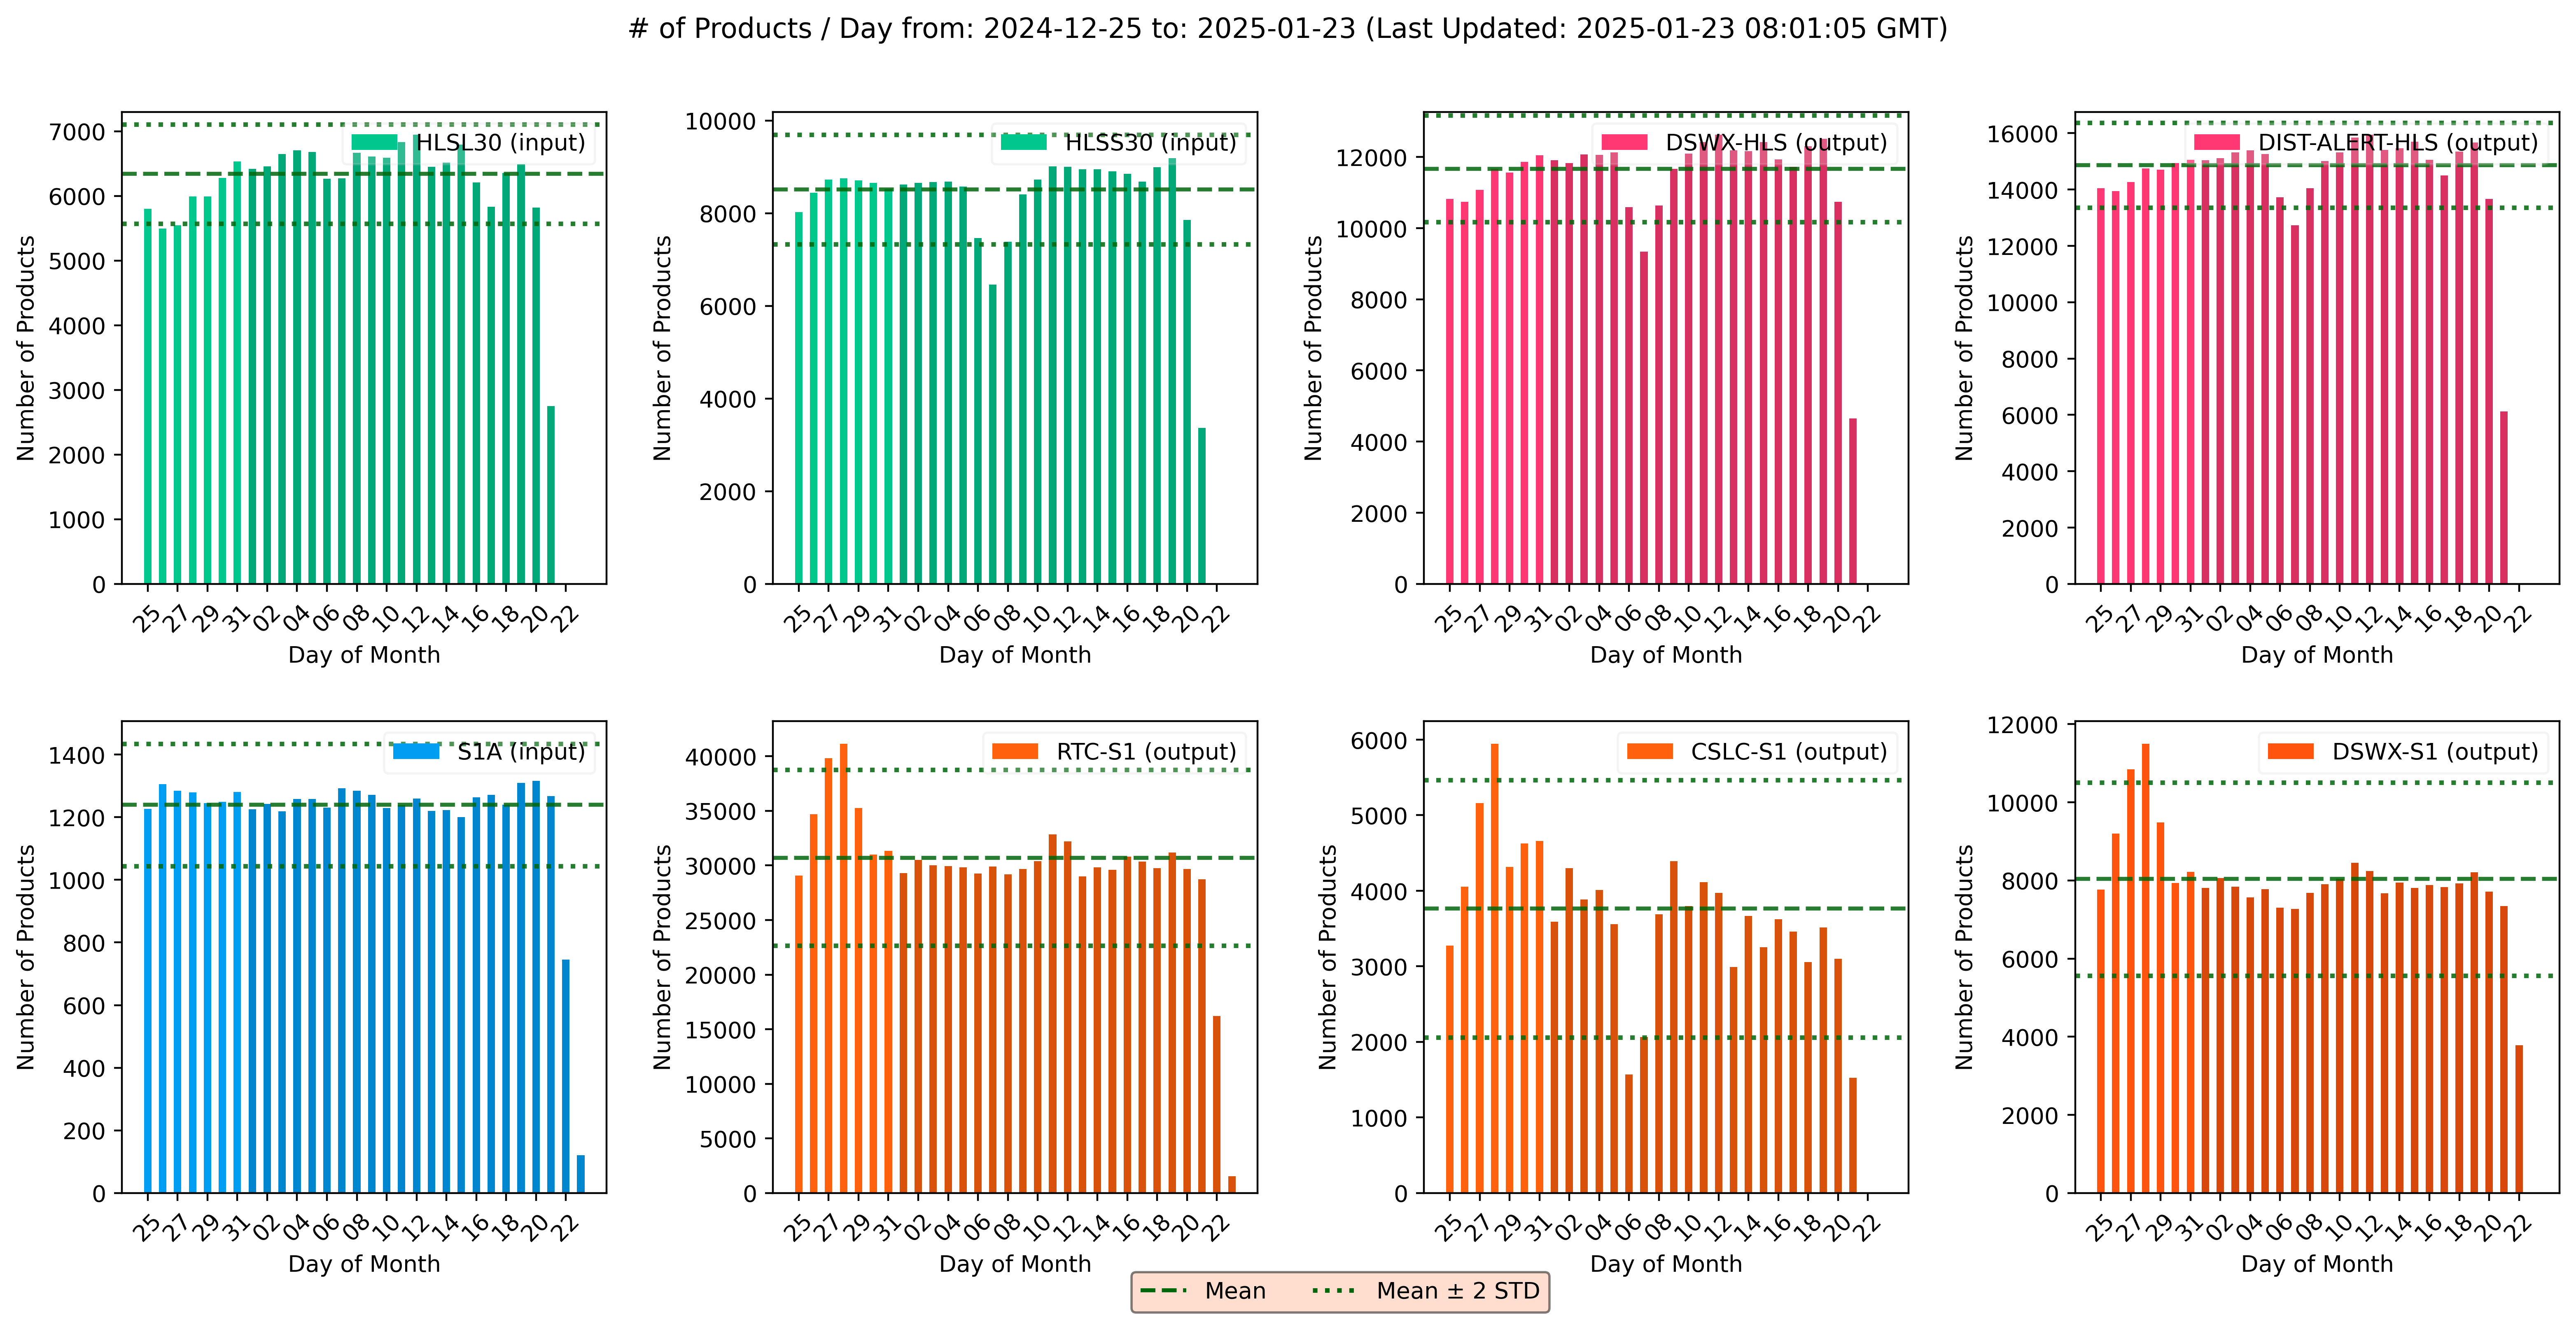 # of Products / Day from: 2024-12-25 to: 2025-01-23 (Last Updated: 2025-01-23 08:01:05 GMT)
HLSL30 (input)
Number of Products
7000
6000
5000
4000
3000
2000
1000
0
25 27 29 31 02 04 06 08 10 12 14 16 18 20 22
Day of Month
HLSS30 (input)
Number of Products
10000
8000
6000
4000
2000
0
25 27 29 31 02 04 06 08 10 12 14 16 18 20 22
Day of Month
DSWX-HLS (output)
Number of Products
12000
10000
8000
6000
4000
2000
0
25 27 29 31 02 04 06 08 10 12 14 16 18 20 22
Day of Month
DIST-ALERT-HLS (output)
Number of Products
16000
14000
12000
10000
8000
6000
4000
2000
0
25 27 29 31 02 04 06 08 10 12 14 16 18 20 22
Day of Month
S1A (input)
Number of Products
1400
1200
1000
800
600
400
200
0
25 27 29 31 02 04 06 08 10 12 14 16 18 20 22
Day of Month
RTC-S1 (output)
Number of Products
40000
35000
30000
25000
20000
15000
10000
5000
0
25 27 29 31 02 04 06 08 10 12 14 16 18 20 22
Day of Month
CSLC-S1 (output)
Number of Products
6000
5000
4000
3000
2000
1000
0
25 27 29 31 02 04 06 08 10 12 14 16 18 20 22
Day of Month
DSWX-S1 (output)
Number of Products
12000
10000
8000
6000
4000
2000
0
25 27 29 31 02 04 06 08 10 12 14 16 18 20 22
Day of Month
Mean
Mean ± 2 STD